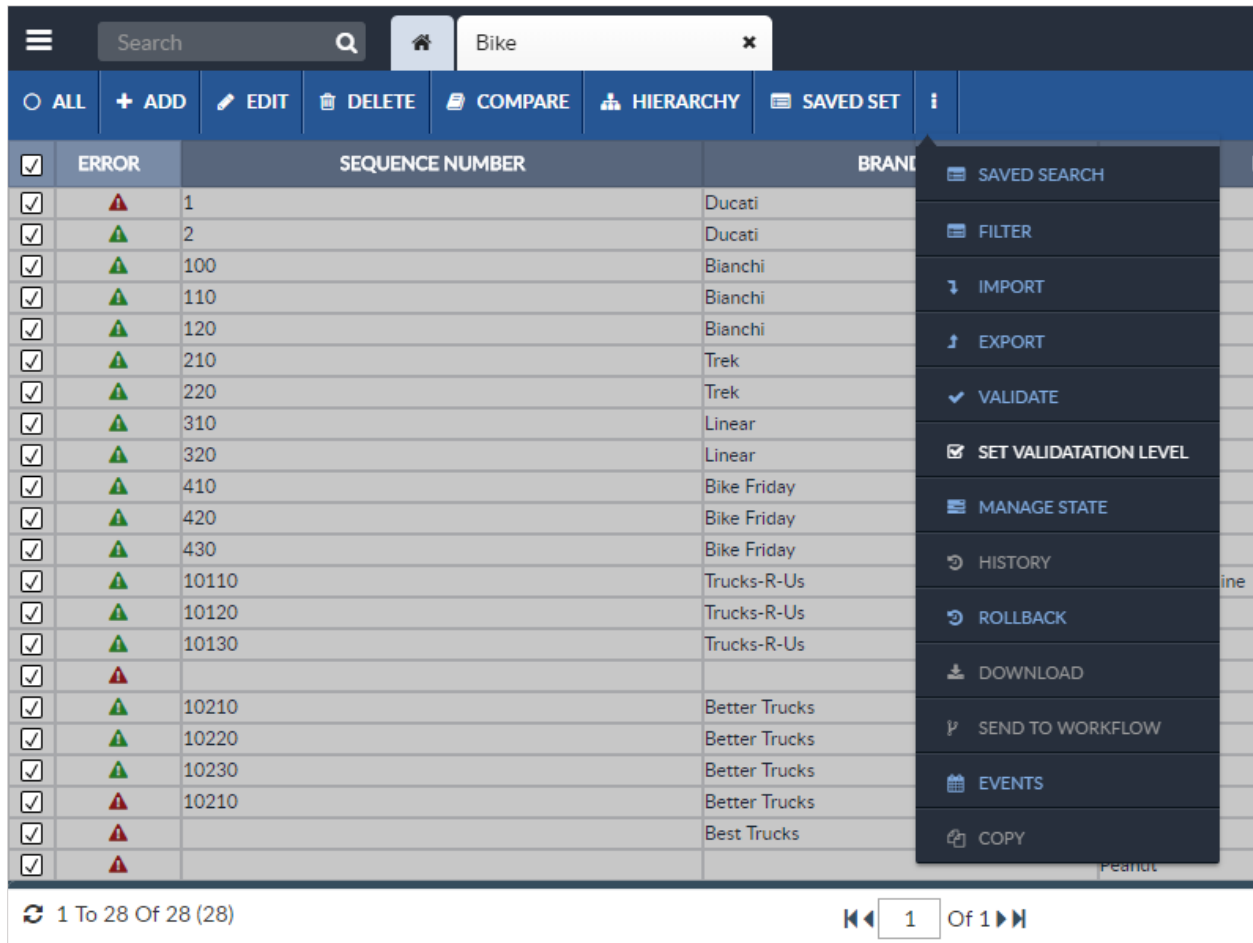 Search Bike
ALL ADD EDIT DELETE COMPARE HIERARCHY SAVED SET
ERROR SEQUENCE NUMBER BRAND
1 Ducati
2 Ducati
100 Bianchi
110 Bianchi
120 Bianchi
210 Trek
220 Trek
310 Linear
320 Linear
410 Bike Friday
420 Bike Friday
430 Bike Friday
10110 Trucks-R-Us ine
10120 Trucks-R-Us
10130 Trucks-R-Us
10210 Better Trucks
10220 Better Trucks
10230 Better Trucks
10210 Better Trucks
Best Trucks
Peanut
SAVED SEARCH
FILTER
IMPORT
EXPORT
VALIDATE
SET VALIDATATION LEVEL
MANAGE STATE
HISTORY
ROLLBACK
DOWNLOAD
SEND TO WORKFLOW
EVENTS
COPY
1 To 28 Of 28 (28) 1 Of 1